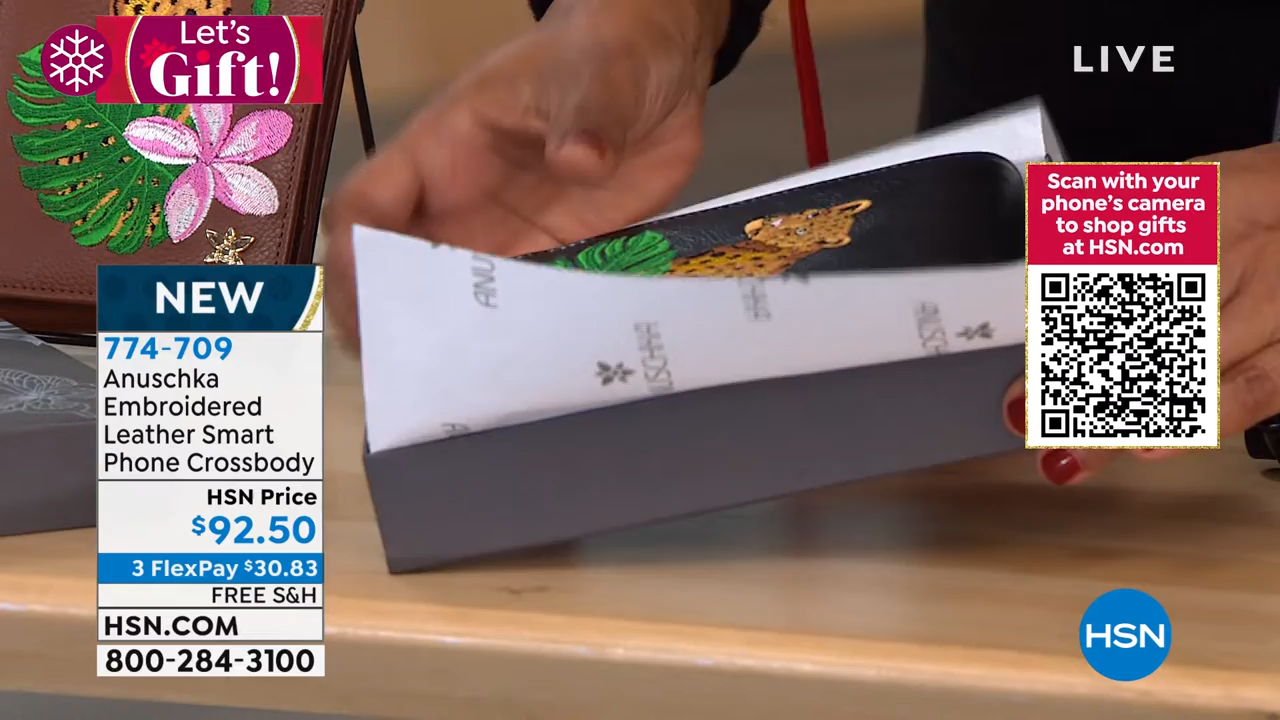 Let's
Gift!
LIVE
Scan with your
phone's camera
to shop gifts
at HSN.com
NEW
774-709
Anuschka
Embroidered
Leather Smart
Phone Crossbody
HSN Price
$92.50
3 FlexPay $30.83
FREE S&H
HSN.COM
800-284-3100
HSN